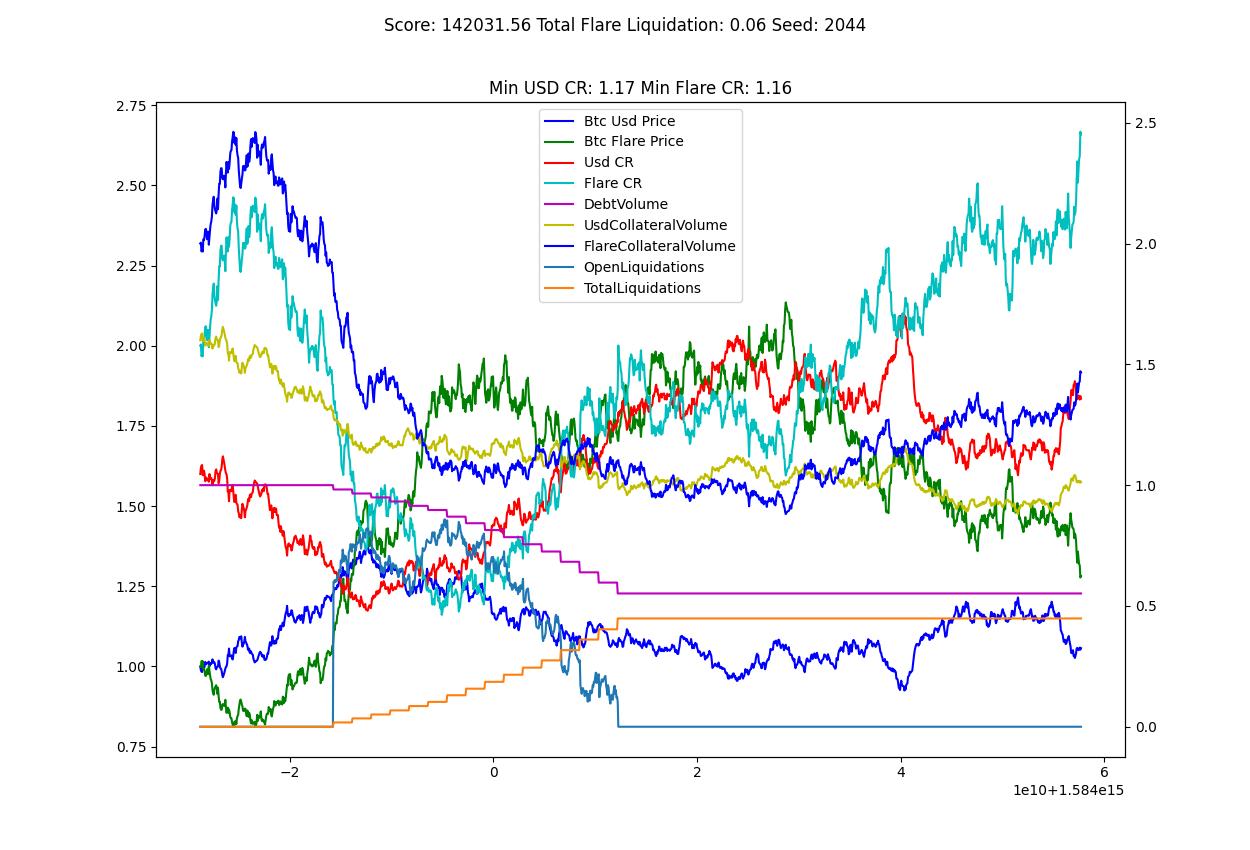 Score: 142031.56 Total Flare Liquidation: 0.06 Seed: 2044
Min USD CR: 1.17 Min Flare CR: 1.16
Btc Usd Price
Btc Flare Price
Usd CR
Flare CR
DebtVolume
UsdCollateralVolume
FlareCollateralVolume
OpenLiquidations
TotalLiquidations
2.75
2.50
2.25
2.00
1.75
1.50
1.25
1.00
0.75
2.5
2.0
1.5
1.0
0.5
0.0
−2
0
2
4
6
1e10+1.584e15